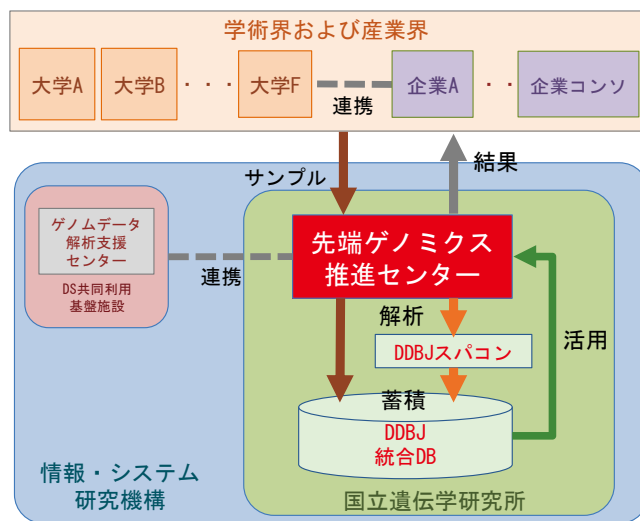 学術界および産業界
大学A 大学B ・・・ 大学F 企業A ・・ 企業コンソ
連携
サンプル 結果
ゲノムデータ
解析支援
センター
DS共同利用
基盤施設
連携
先端ゲノミクス
推進センター
解析
DDBJスパコン
活用
蓄積
DDBJ
統合DB
情報・システム
研究機構
国立遺伝学研究所